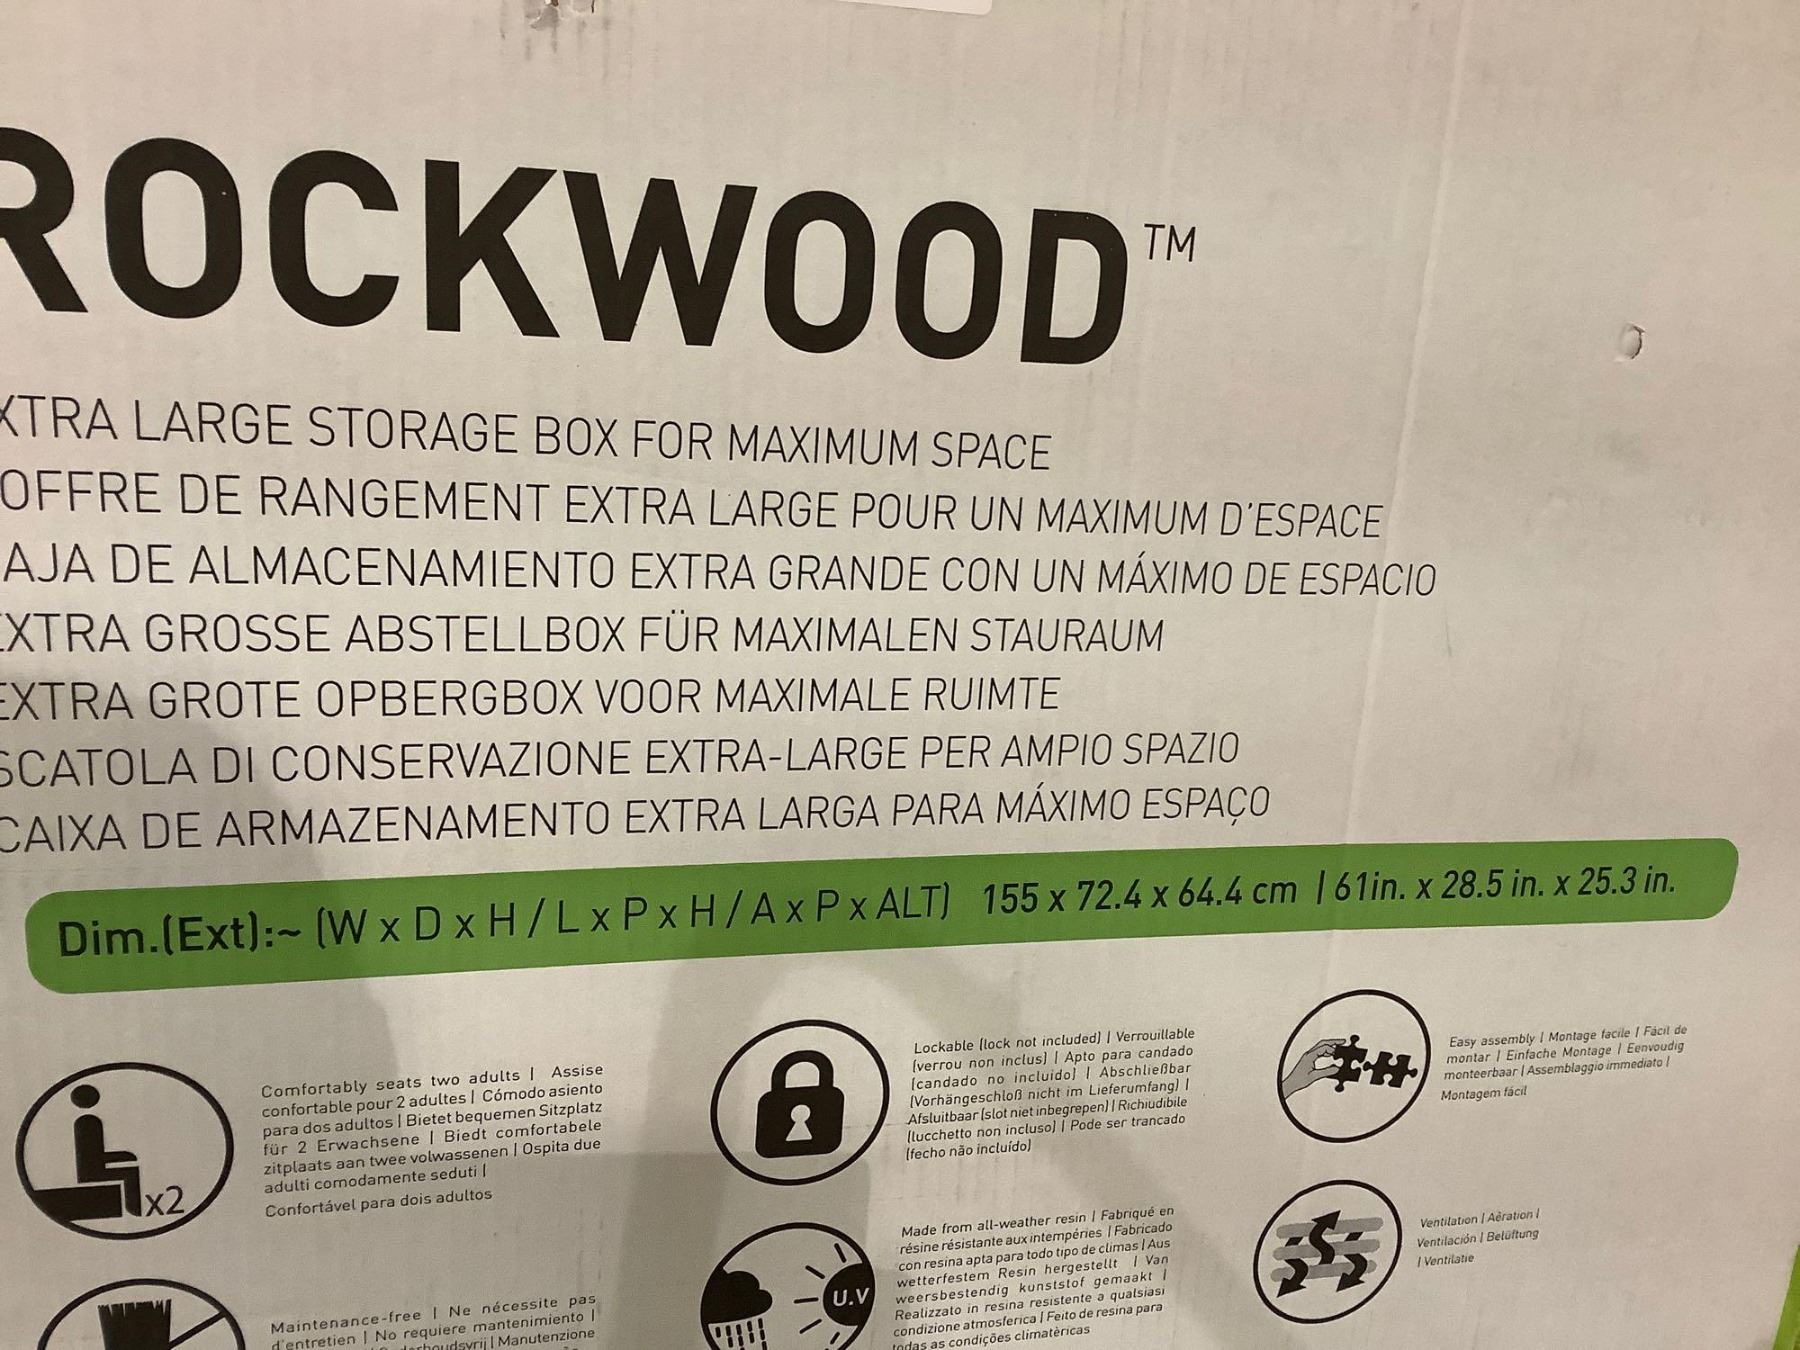 ROCKWOOD™
XTRA LARGE STORAGE BOX FOR MAXIMUM SPACE
OFFRE DE RANGEMENT EXTRA LARGE POUR UN MAXIMUM D'ESPACE
AJA DE ALMACENAMIENTO EXTRA GRANDE CON UN MÁXIMO DE ESPACIO
EXTRA GROSSE ABSTELLBOX FÜR MAXIMALEN STAURAUM
EXTRA GROTE OPBERGBOX VOOR MAXIMALE RUIMTE
SCATOLA DI CONSERVAZIONE EXTRA-LARGE PER AMPIO SPAZIO
CAIXA DE ARMAZENAMENTO EXTRA LARGA PARA MÁXIMO ESPAÇO
Dim.(Ext):~ (W x D x H / L x P x H / A x P x ALT) 155 x 72.4 x 64.4 cm | 61in. x 28.5 in. x 25.3 in.
x2
Comfortably seats two adults | Assise
confortable pour 2 adultes | Cómodo asiento
para dos adultos | Bietet bequemen Sitzplatz
für 2 Erwachsene | Biedt comfortabele
zitplaats aan twee volwassenen | Ospita due
adulti comodamente seduti |
Confortável para dois adultos
Lockable (lock not included) | Verrouillable
(verrou non inclus) | Apto para candado
(candado no incluido) | Abschließbar
(Vorhängeschloß nicht im Lieferumfang) |
Afsluitbaar (slot niet inbegrepen) | Richiudibile
(lucchetto non incluso) | Pode ser trancado
(fecho não incluído)
Easy assembly | Montage facile | Fácil de
montar | Einfache Montage | Eenvoudig
monteerbaar | Assemblaggio immediato |
Montagem fácil
Maintenance-free | Ne nécessite pas
d'entretien | No requiere mantenimiento |
| Manutenzione
U.V
Made from all-weather resin | Fabriqué en
résine résistante aux intempéries | Fabricado
con resina apta para todo tipo de climas | Aus
wetterfestem Resin hergestellt | Van
weersbestendig kunststof gemaakt |
Realizzato in resina resistente a qualsiasi
condizione atmosferica | Feito de resina para
todas as condições climatèricas
Ventilation | Aération |
Ventilación | Belüftung
| Ventilatie